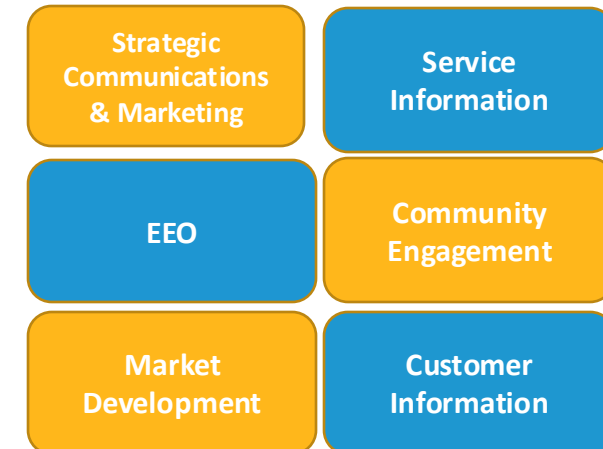 Strategic
Communications
& Marketing
Service
Information
EEO
Community
Engagement
Market
Development
Customer
Information